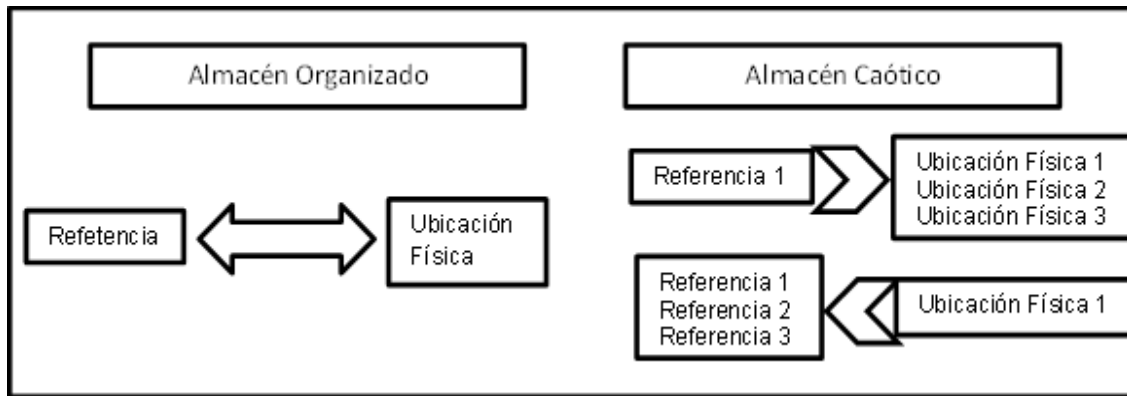 Almacén Organizado
Almacén Caótico
Refetencia
Ubicación
Física
Referencia 1
Ubicación Física 1
Ubicación Física 2
Ubicación Física 3
Referencia 1
Referencia 2
Referencia 3
Ubicación Física 1